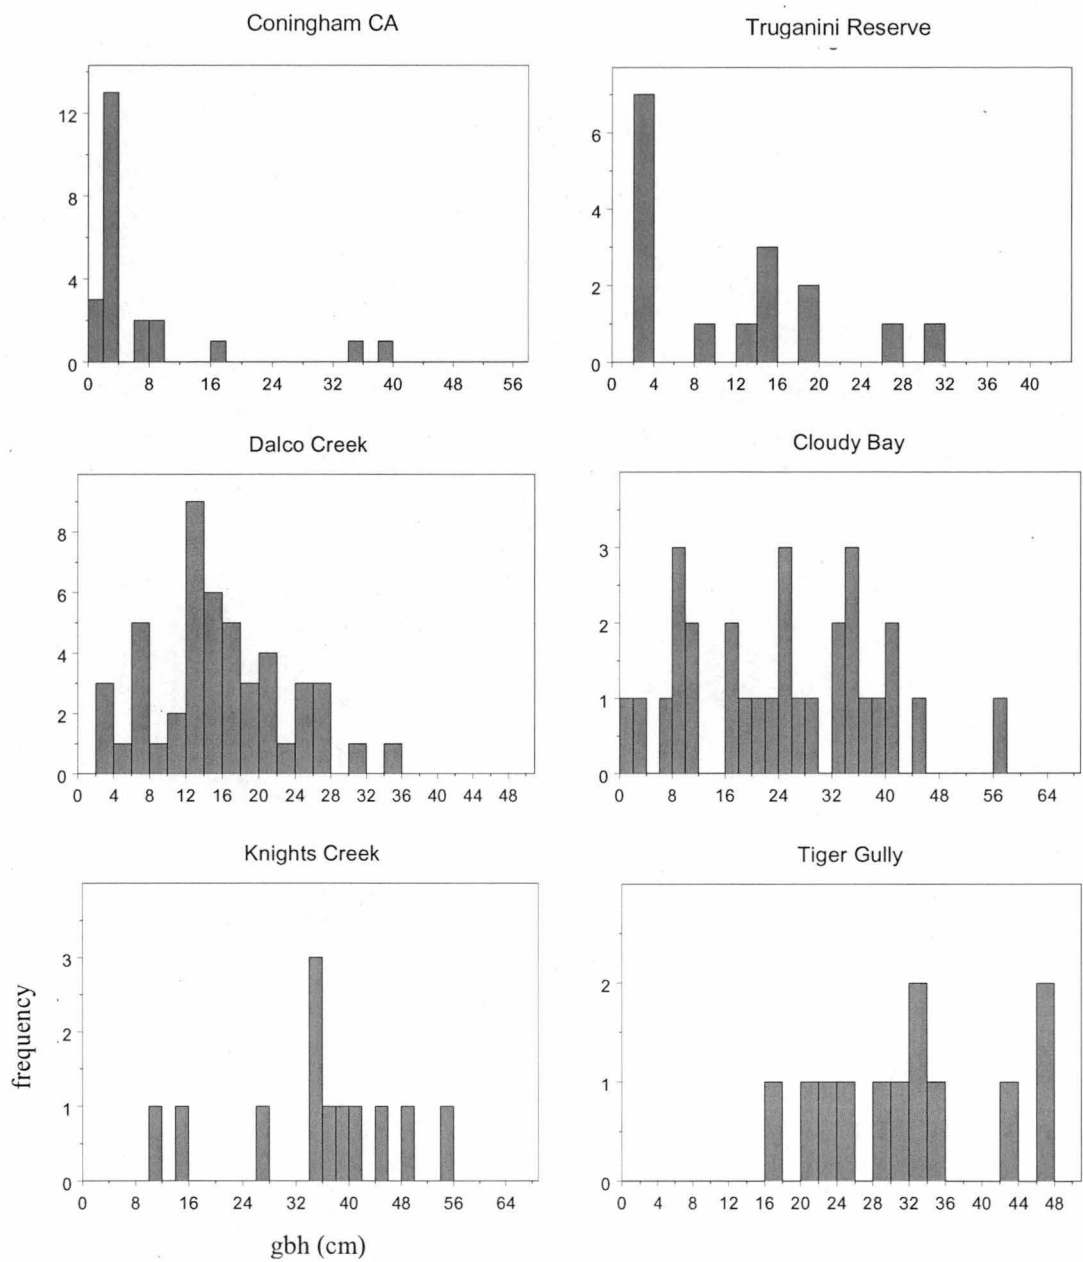 Coningham CA
Truganini Reserve
12
8
4
0
0 8 16 24 32 40 48 56
6
4
2
0
0 4 8 12 16 20 24 28 32 36 40
Dalco Creek
Cloudy Bay
8
6
4
2
0
0 4 8 12 16 20 24 28 32 36 40 44 48
3
2
1
0
0 8 16 24 32 40 48 56 64
Knights Creek
Tiger Gully
frequency
3
2
1
0
0 8 16 24 32 40 48 56 64
gbh (cm)
2
1
0
0 4 8 12 16 20 24 28 32 36 40 44 48